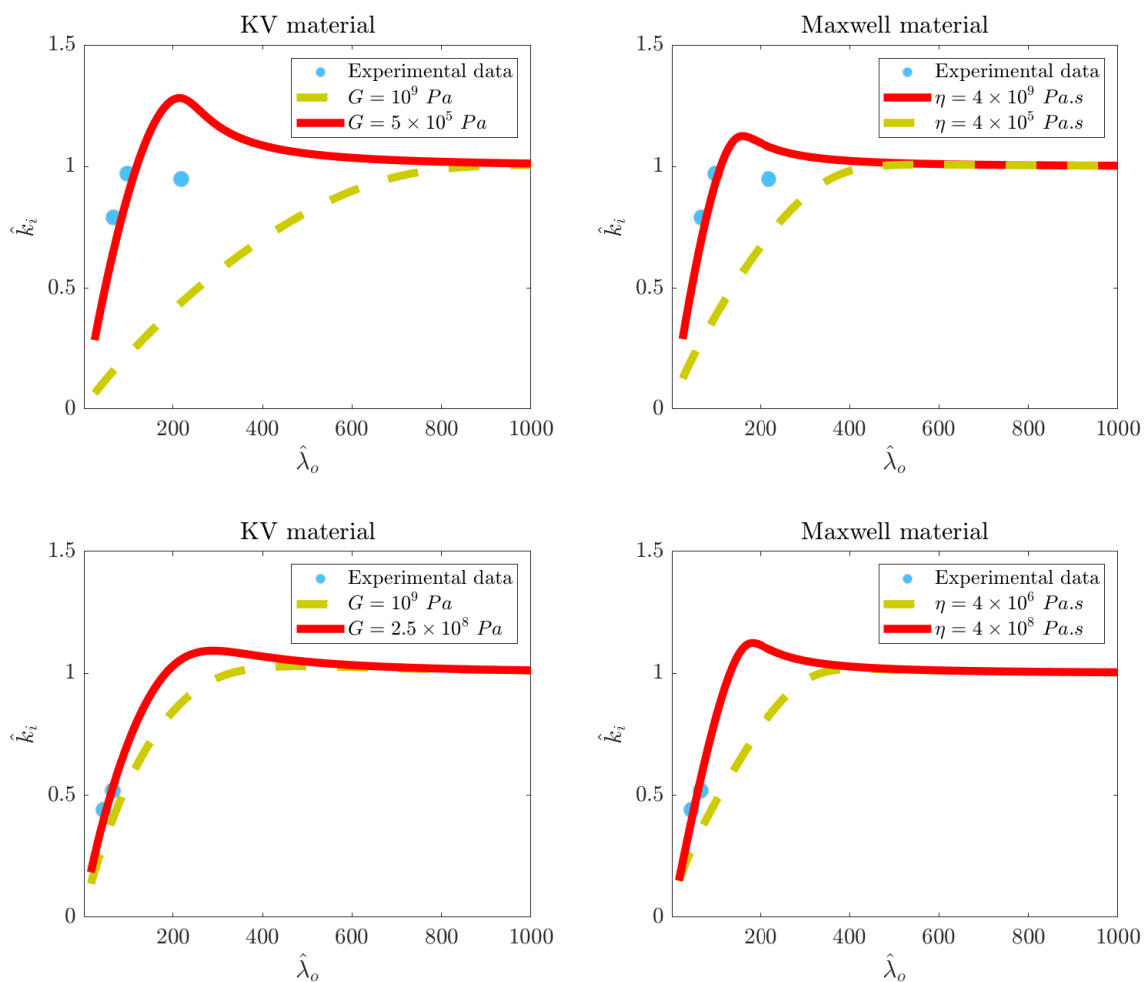 KV material
1.5
1
0.5
0
k̂ᵢ
200 400 600 800 1000
λ̂ₒ
Experimental data
G = 10⁹ Pa
G = 5 × 10⁵ Pa
Maxwell material
1.5
1
0.5
0
k̂ᵢ
200 400 600 800 1000
λ̂ₒ
Experimental data
η = 4 × 10⁹ Pa.s
η = 4 × 10⁵ Pa.s
KV material
1.5
1
0.5
0
k̂ᵢ
200 400 600 800 1000
λ̂ₒ
Experimental data
G = 10⁹ Pa
G = 2.5 × 10⁸ Pa
Maxwell material
1.5
1
0.5
0
k̂ᵢ
200 400 600 800 1000
λ̂ₒ
Experimental data
η = 4 × 10⁶ Pa.s
η = 4 × 10⁸ Pa.s